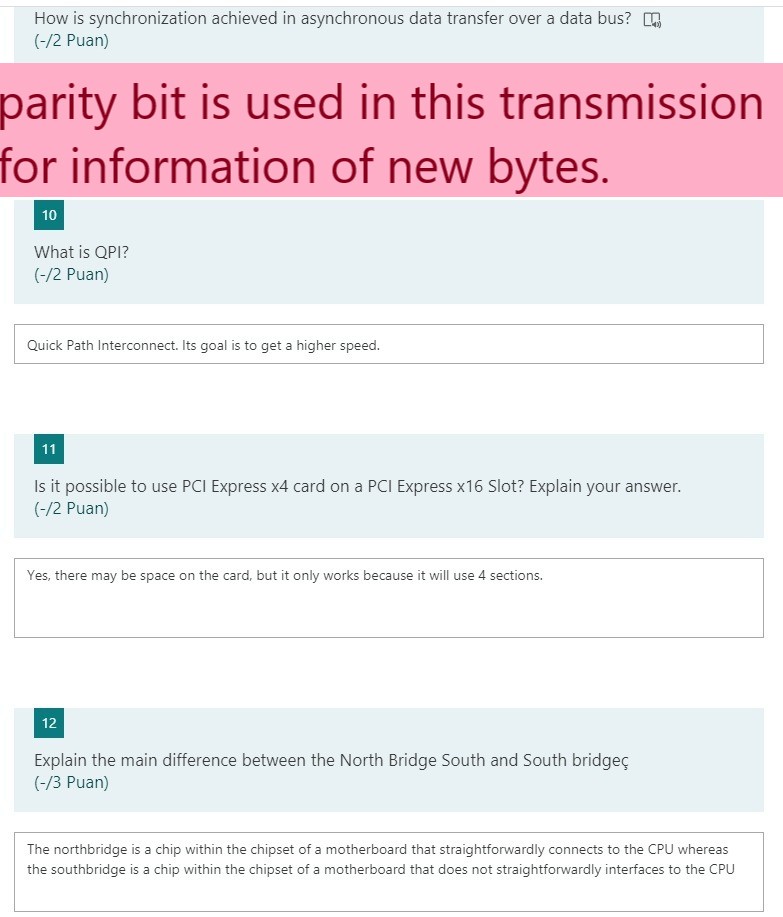 How is synchronization achieved in asynchronous data transfer over a data bus?
(-/2 Puan)
parity bit is used in this transmission
for information of new bytes.
10
What is QPI?
(-/2 Puan)
Quick Path Interconnect. Its goal is to get a higher speed.
11
Is it possible to use PCI Express x4 card on a PCI Express x16 Slot? Explain your answer.
(-/2 Puan)
Yes, there may be space on the card, but it only works because it will use 4 sections.
12
Explain the main difference between the North Bridge South and South bridgeç
(-/3 Puan)
The northbridge is a chip within the chipset of a motherboard that straightforwardly connects to the CPU whereas
the southbridge is a chip within the chipset of a motherboard that does not straightforwardly interfaces to the CPU